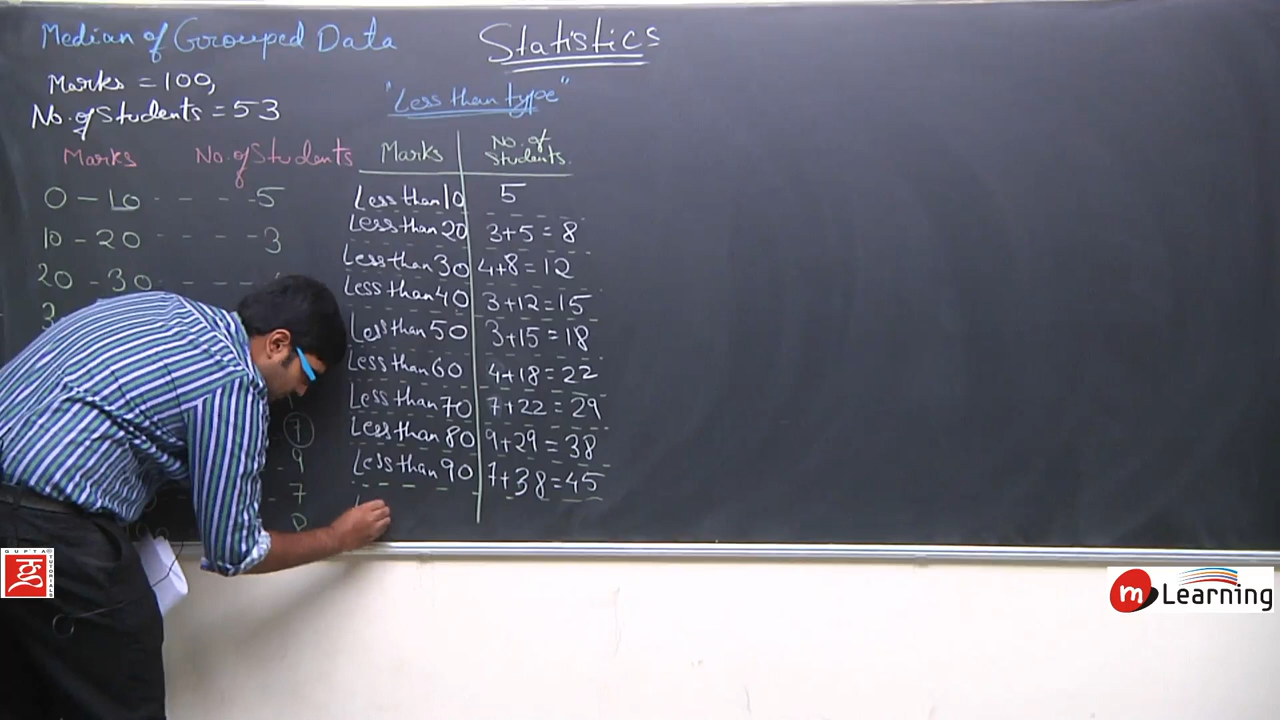 Median of Grouped Data
Statistics
Marks = 100,
No. of Students = 53
"Less than type"
Marks No. of Students
0 - 10 - - - - 5
10 - 20 - - - - - 3
20 - 30 - - - - -
3
7
9
7
Marks No. of Students.
Less than 10 5
Less than 20 3+5 = 8
Less than 30 4+8 = 12
Less than 40 3+12 = 15
Less than 50 3+15 = 18
Less than 60 4+18 = 22
Less than 70 7+22 = 29
Less than 80 9+29 = 38
Less than 90 7+38 = 45
GUPTA TUTORIALS
m Learning